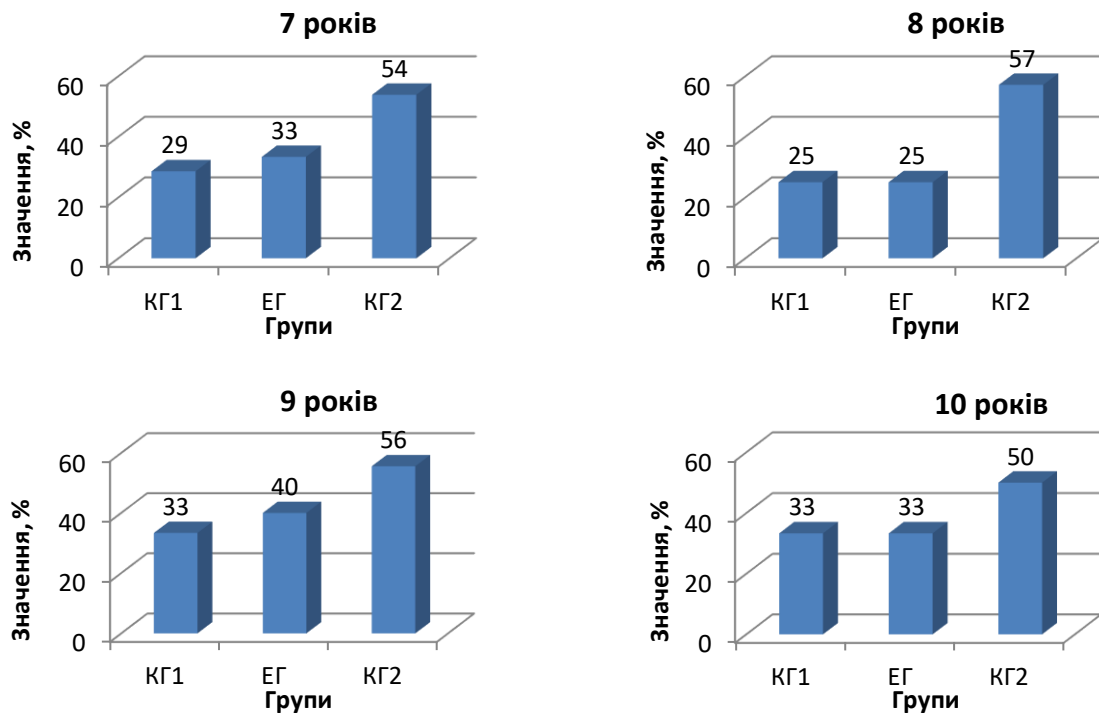 7 років
Значення, %
60
40
20
0
29
33
54
КГ1 ЕГ КГ2
Групи
8 років
Значення, %
60
40
20
0
25
25
57
КГ1 ЕГ КГ2
Групи
9 років
Значення, %
60
40
20
0
33
40
56
КГ1 ЕГ КГ2
Групи
10 років
Значення, %
60
40
20
0
33
33
50
КГ1 ЕГ КГ2
Групи